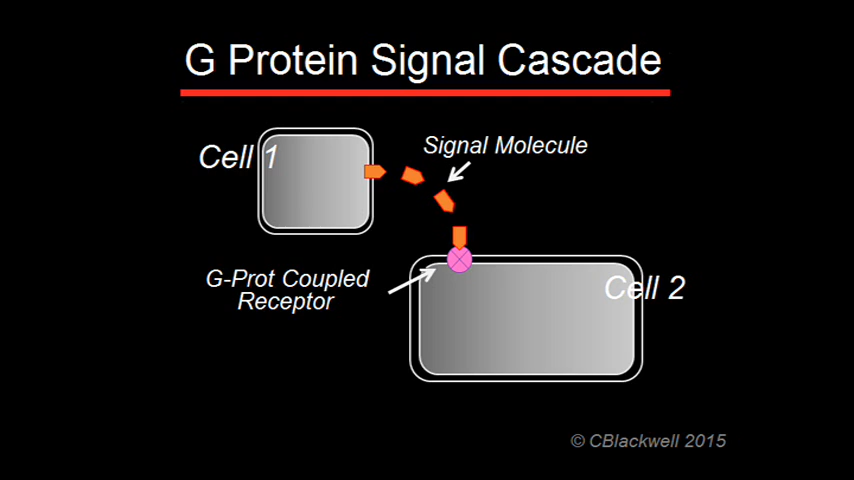 G Protein Signal Cascade
Cell 1
Signal Molecule
G-Prot Coupled
Receptor
Cell 2
© CBlackwell 2015